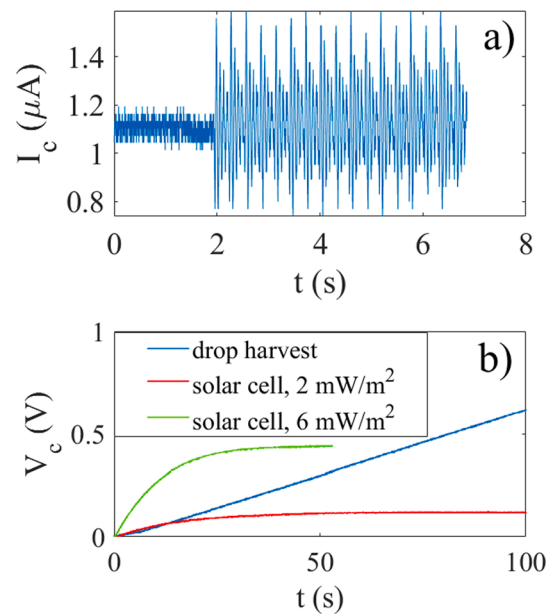 a)
I_c (μA)
1.4
1.2
1
0.8
0 2 4 6 8
t (s)
b)
V_c (V)
1
0.5
0
drop harvest
solar cell, 2 mW/m²
solar cell, 6 mW/m²
0 50 100
t (s)